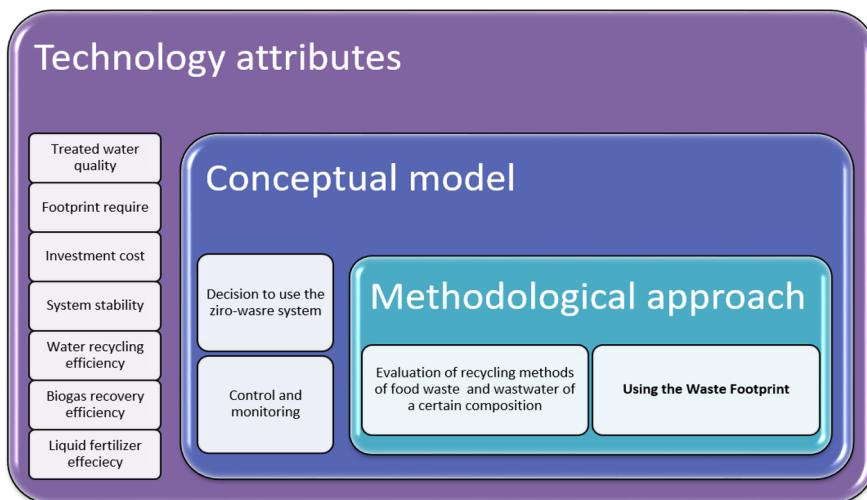 Technology attributes
Treated water
quality
Footprint require
Investment cost
System stability
Water recycling
efficiency
Biogas recovery
efficiency
Liquid fertilizer
effeciecy
Conceptual model
Decision to use the
ziro-wasre system
Control and
monitoring
Methodological approach
Evaluation of recycling methods
of food waste and wastwater of
a certain composition
Using the Waste Footprint